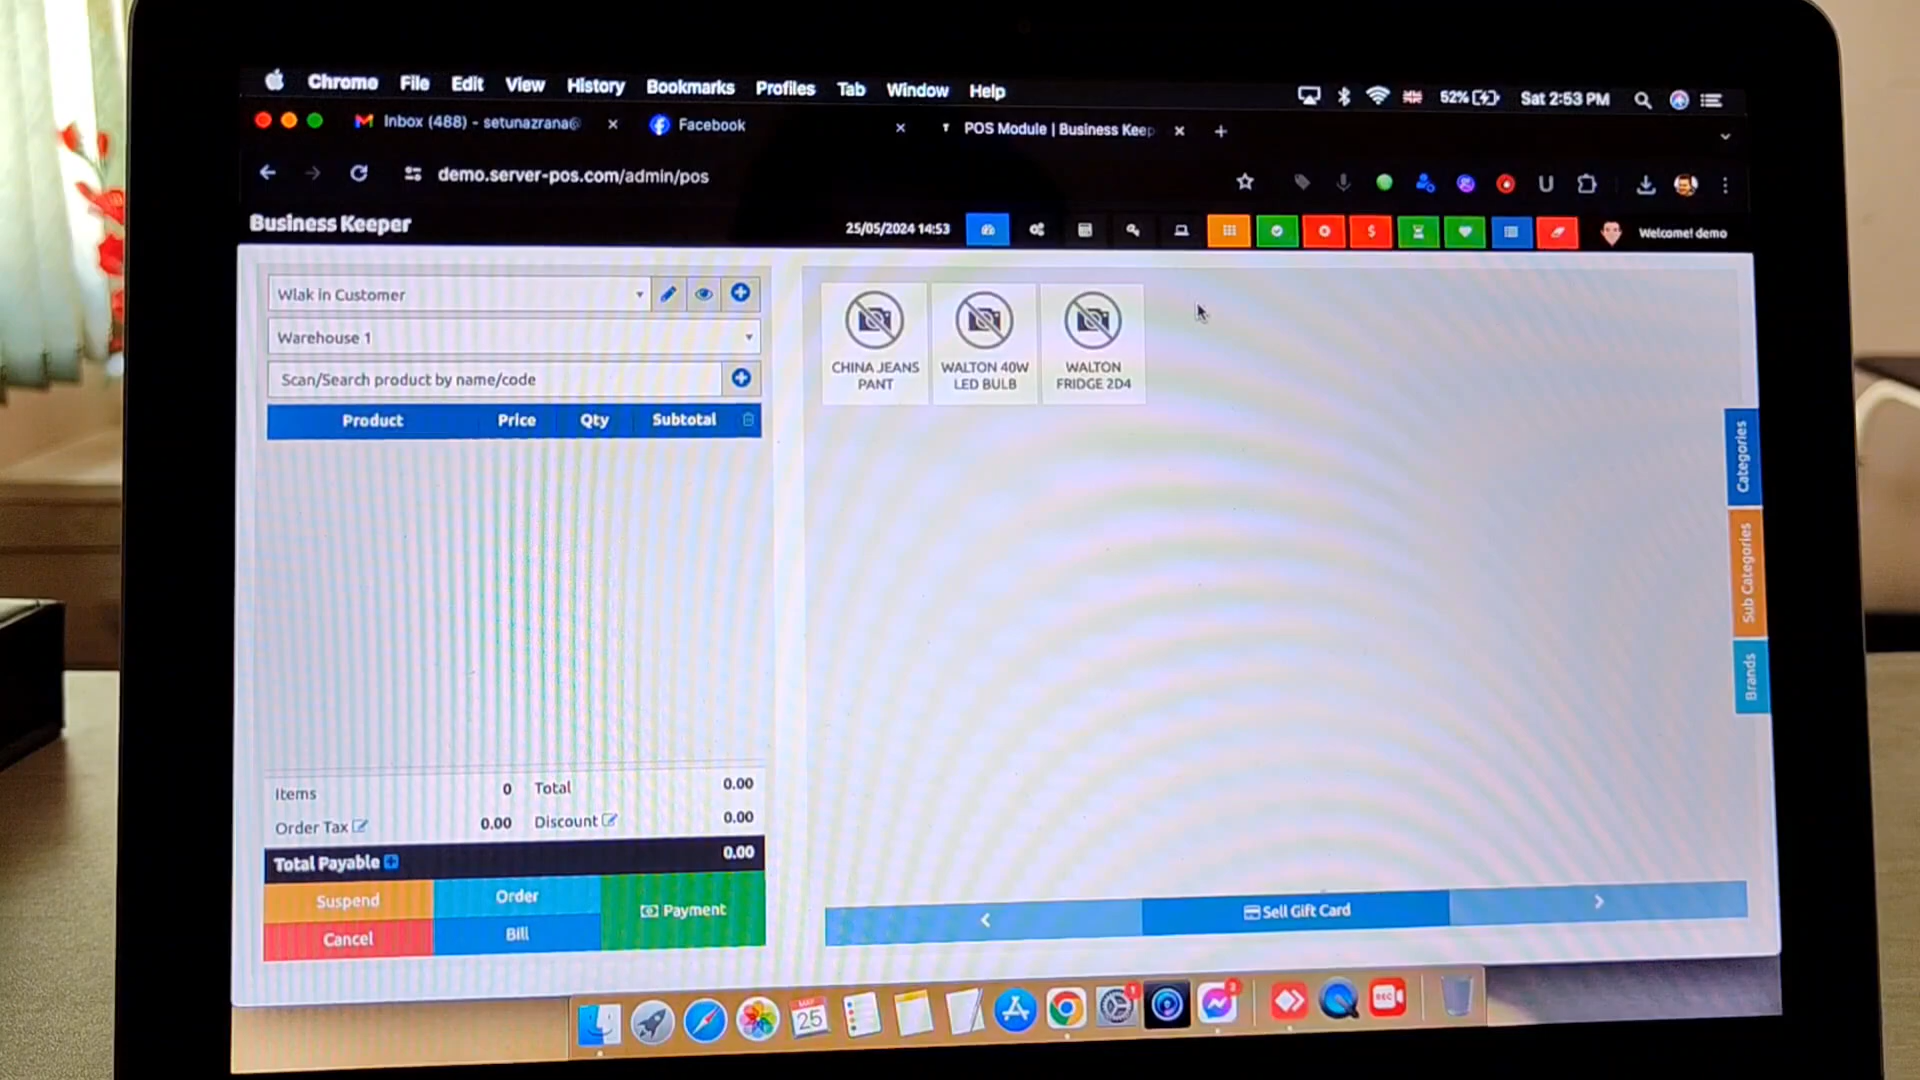 Chrome File Edit View History Bookmarks Profiles Tab Window Help 52% Sat 2:53 PM
Inbox (488) - setunazrana@ Facebook POS Module | Business Keep
demo.server-pos.com/admin/pos
Business Keeper 25/05/2024 14:53 Welcome! demo
Wlak in Customer
Warehouse 1
Scan/Search product by name/code
Product Price Qty Subtotal
CHINA JEANS
PANT
WALTON 40W
LED BULB
WALTON
FRIDGE 2D4
Categories
Sub Categories
Brands
Items 0 Total 0.00
Order Tax 0.00 Discount 0.00
Total Payable 0.00
Suspend Order Payment
Cancel Bill
< Sell Gift Card >
MAY
25
1
2
REC